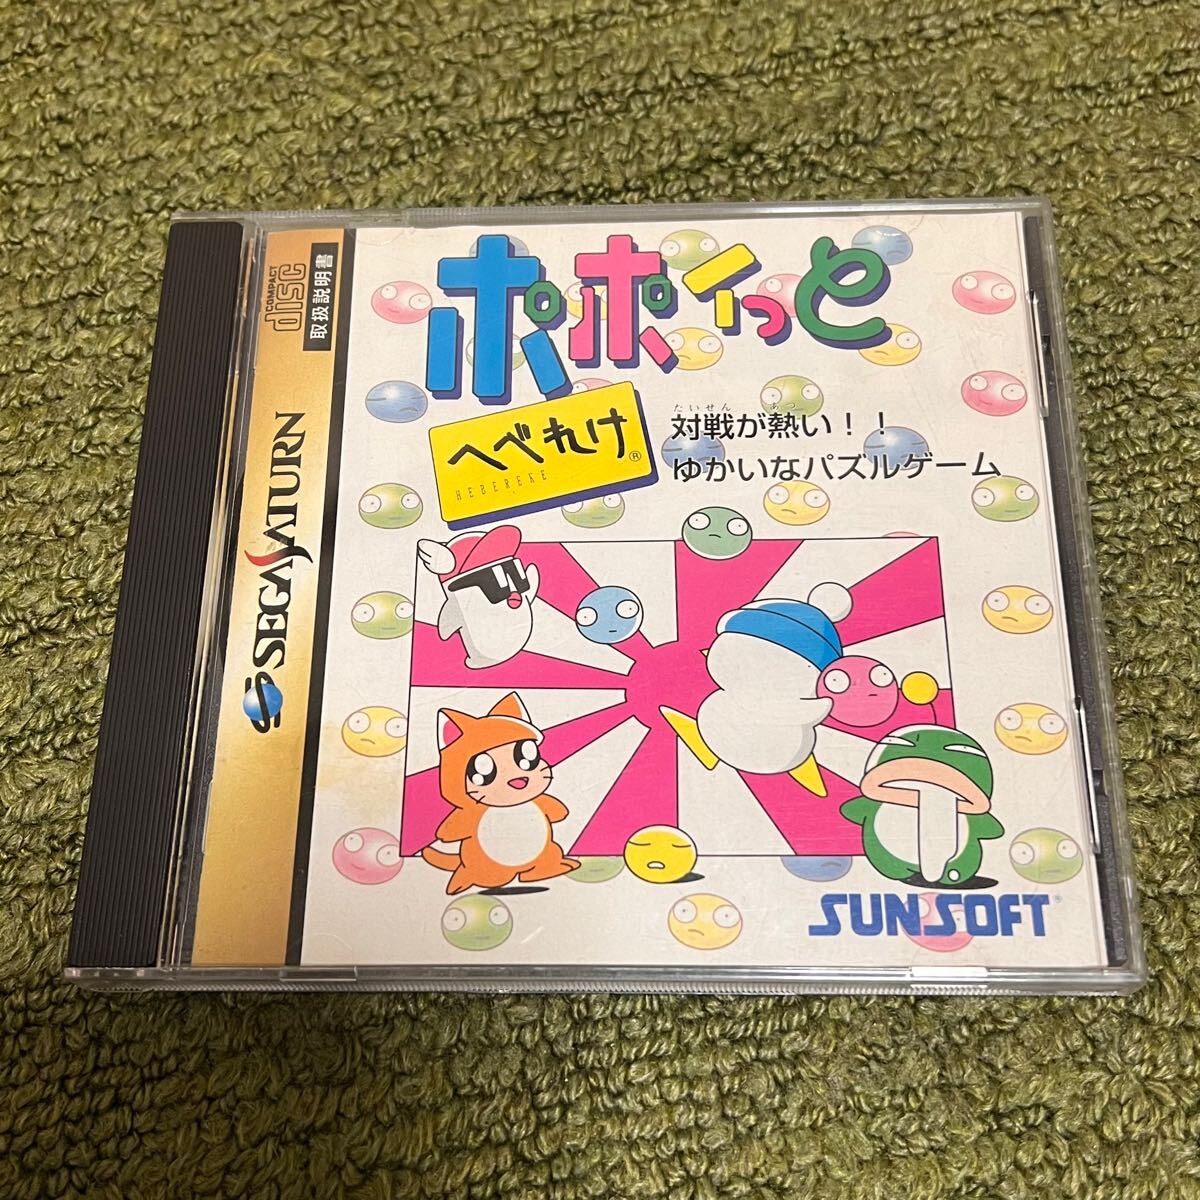 COMPACT
disc
取扱説明書
SEGA SATURN
ポポイっと
へべれけ®
HEBEREKE
たいせん あつ
対戦が熱い！！
ゆかいなパズルゲーム
SUNSOFT®